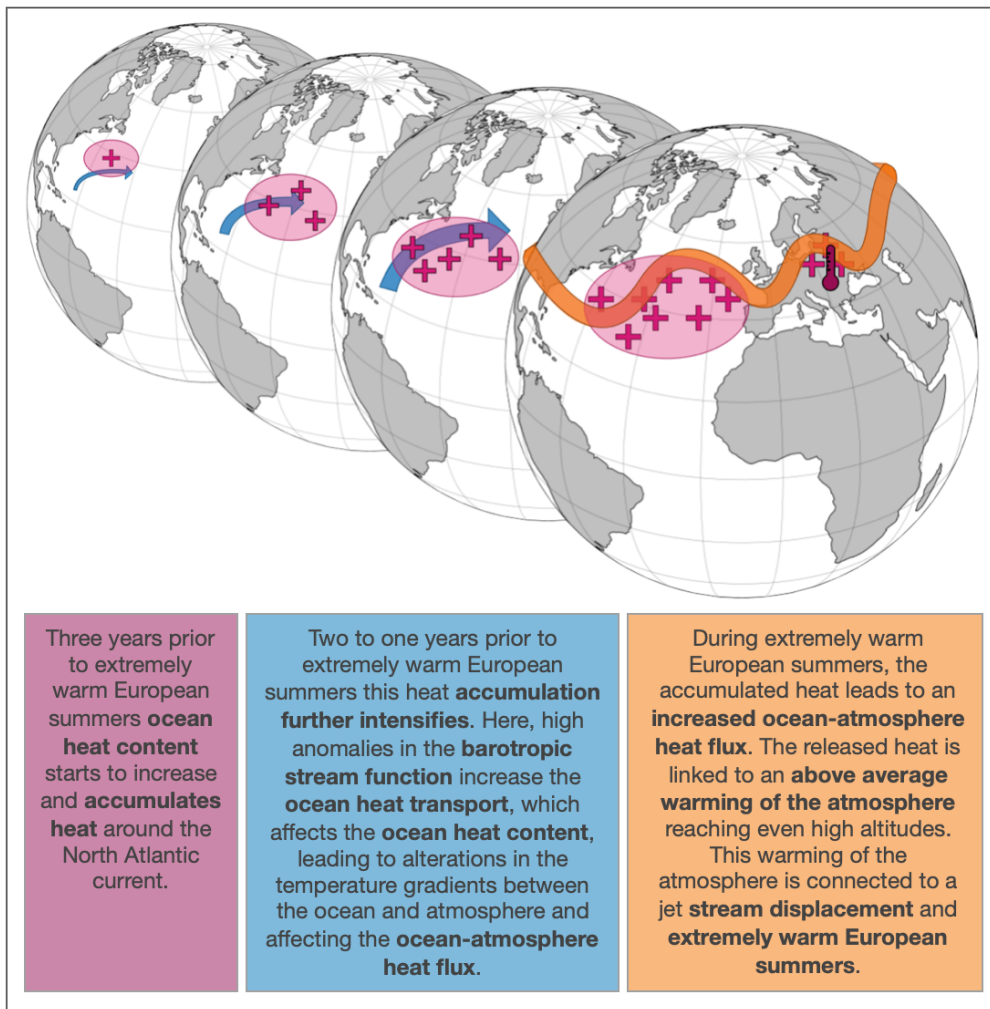 Three years prior
to extremely
warm European
summers ocean
heat content
starts to increase
and accumulates
heat around the
North Atlantic
current.
Two to one years prior to
extremely warm European
summers this heat accumulation
further intensifies. Here, high
anomalies in the barotropic
stream function increase the
ocean heat transport, which
affects the ocean heat content,
leading to alterations in the
temperature gradients between
the ocean and atmosphere and
affecting the ocean-atmosphere
heat flux.
During extremely warm
European summers, the
accumulated heat leads to an
increased ocean-atmosphere
heat flux. The released heat is
linked to an above average
warming of the atmosphere
reaching even high altitudes.
This warming of the
atmosphere is connected to a
jet stream displacement and
extremely warm European
summers.